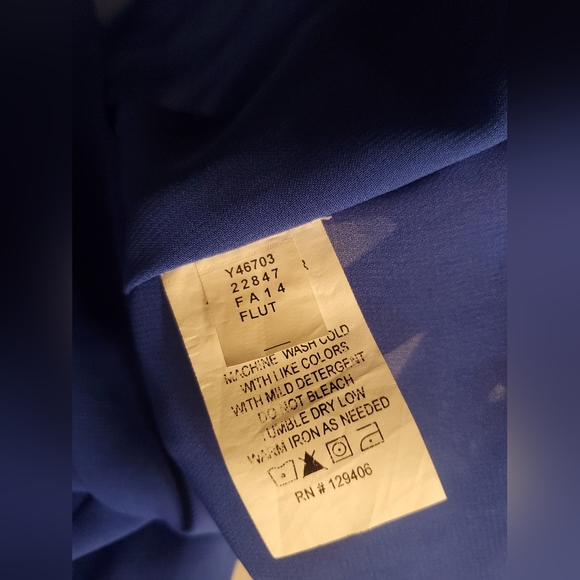 Y46703
22847
FA14
FLUT
MACHINE WASH COLD
WITH LIKE COLORS
WITH MILD DETERGENT
DO NOT BLEACH
TUMBLE DRY LOW
WARM IRON AS NEEDED
RN # 129406